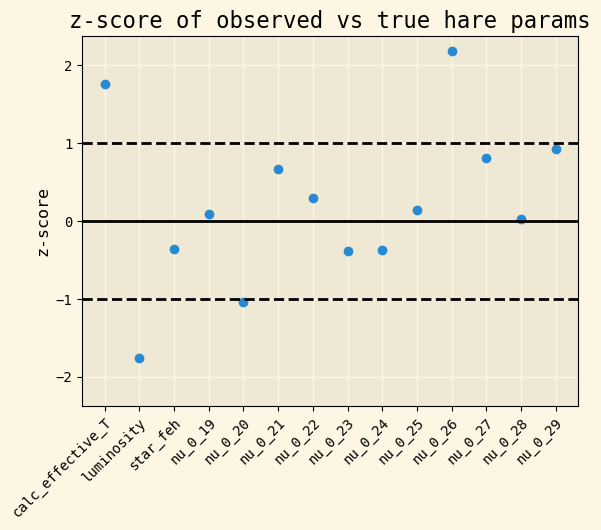 z-score of observed vs true hare params
z-score
2
1
0
−1
−2
calc_effective_T
luminosity
star_feh
nu_0_19
nu_0_20
nu_0_21
nu_0_22
nu_0_23
nu_0_24
nu_0_25
nu_0_26
nu_0_27
nu_0_28
nu_0_29